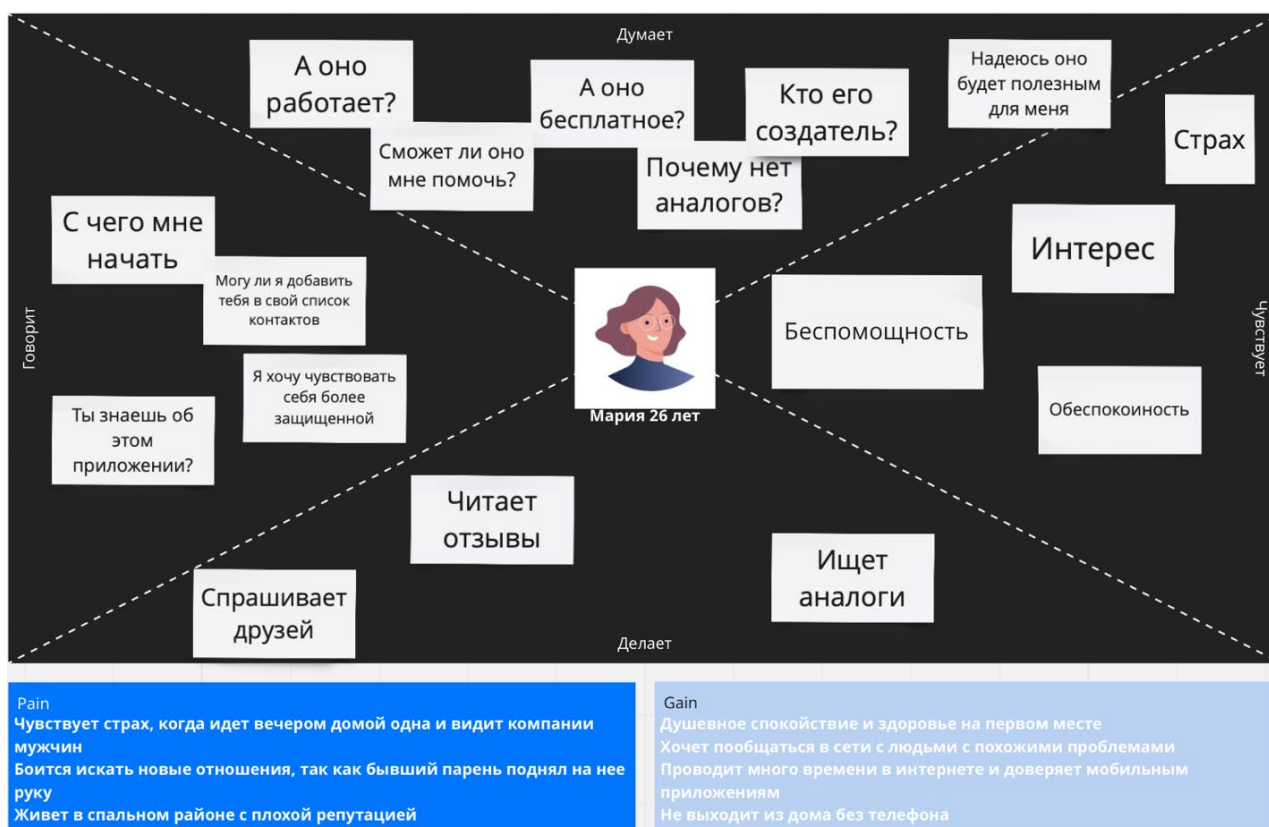 Думает
А оно
работает?
Сможет ли оно
мне помочь?
А оно
бесплатное?
Почему нет
аналогов?
Кто его
создатель?
Надеюсь оно
будет полезным
для меня
Страх
Интерес
Беспомощность
Обеспокоиность
Чувствует
Говорит
С чего мне
начать
Могу ли я добавить
тебя в свой список
контактов
Я хочу чувствовать
себя более
защищенной
Ты знаешь об
этом
приложении?
Мария 26 лет
Читает
отзывы
Спрашивает
друзей
Ищет
аналоги
Делает
Pain
Чувствует страх, когда идет вечером домой одна и видит компании
мужчин
Боится искать новые отношения, так как бывший парень поднял на нее
руку
Живет в спальном районе с плохой репутацией
Gain
Душевное спокойствие и здоровье на первом месте
Хочет пообщаться в сети с людьми с похожими проблемами
Проводит много времени в интернете и доверяет мобильным
приложениям
Не выходит из дома без телефона